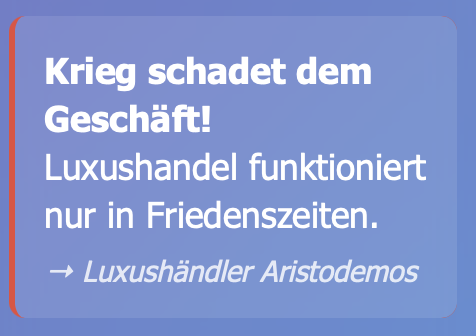 Krieg schadet dem
Geschäft!
Luxushandel funktioniert
nur in Friedenszeiten.
→ Luxushändler Aristodemos